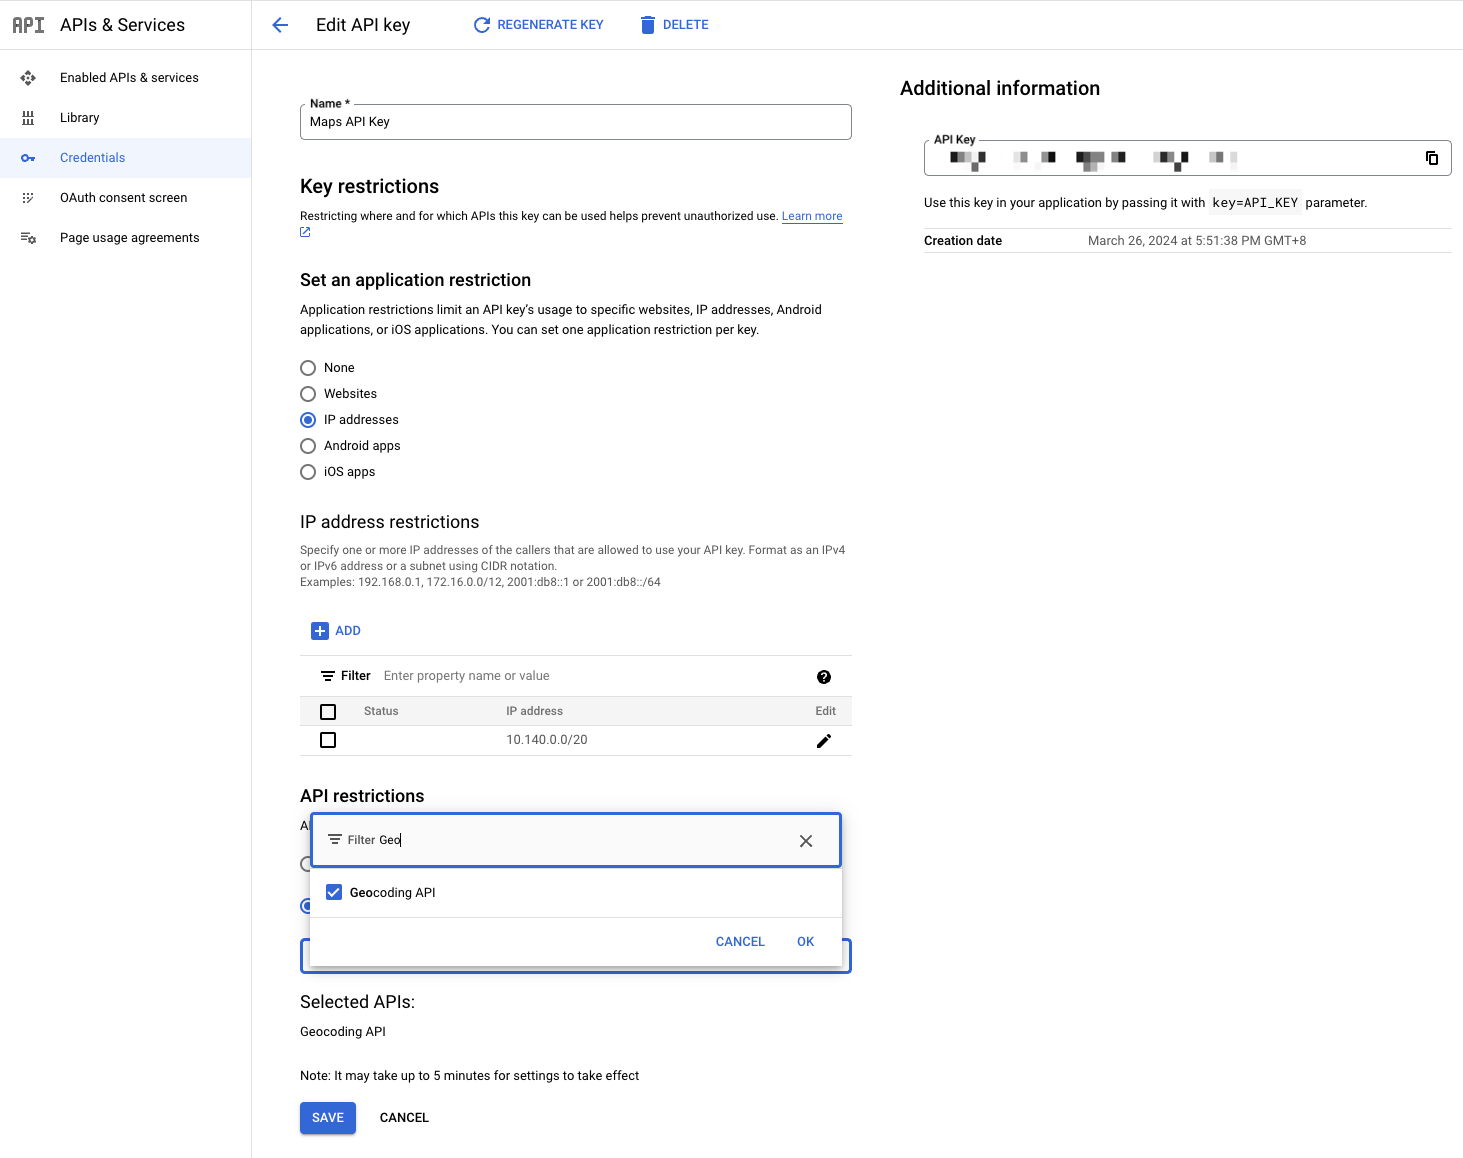 API APIs & Services
Edit API key
REGENERATE KEY
DELETE
Enabled APIs & services
Library
Credentials
OAuth consent screen
Page usage agreements
Name *
Maps API Key
Key restrictions
Restricting where and for which APIs this key can be used helps prevent unauthorized use. Learn more
Set an application restriction
Application restrictions limit an API key’s usage to specific websites, IP addresses, Android
applications, or iOS applications. You can set one application restriction per key.
None
Websites
IP addresses
Android apps
iOS apps
IP address restrictions
Specify one or more IP addresses of the callers that are allowed to use your API key. Format as an IPv4
or IPv6 address or a subnet using CIDR notation.
Examples: 192.168.0.1, 172.16.0.0/12, 2001:db8::1 or 2001:db8::/64
ADD
Filter Enter property name or value
Status IP address Edit
10.140.0.0/20
API restrictions
Filter Geo
Geocoding API
CANCEL OK
Selected APIs:
Geocoding API
Note: It may take up to 5 minutes for settings to take effect
SAVE CANCEL
Additional information
API Key
Use this key in your application by passing it with key=API_KEY parameter.
Creation date March 26, 2024 at 5:51:38 PM GMT+8